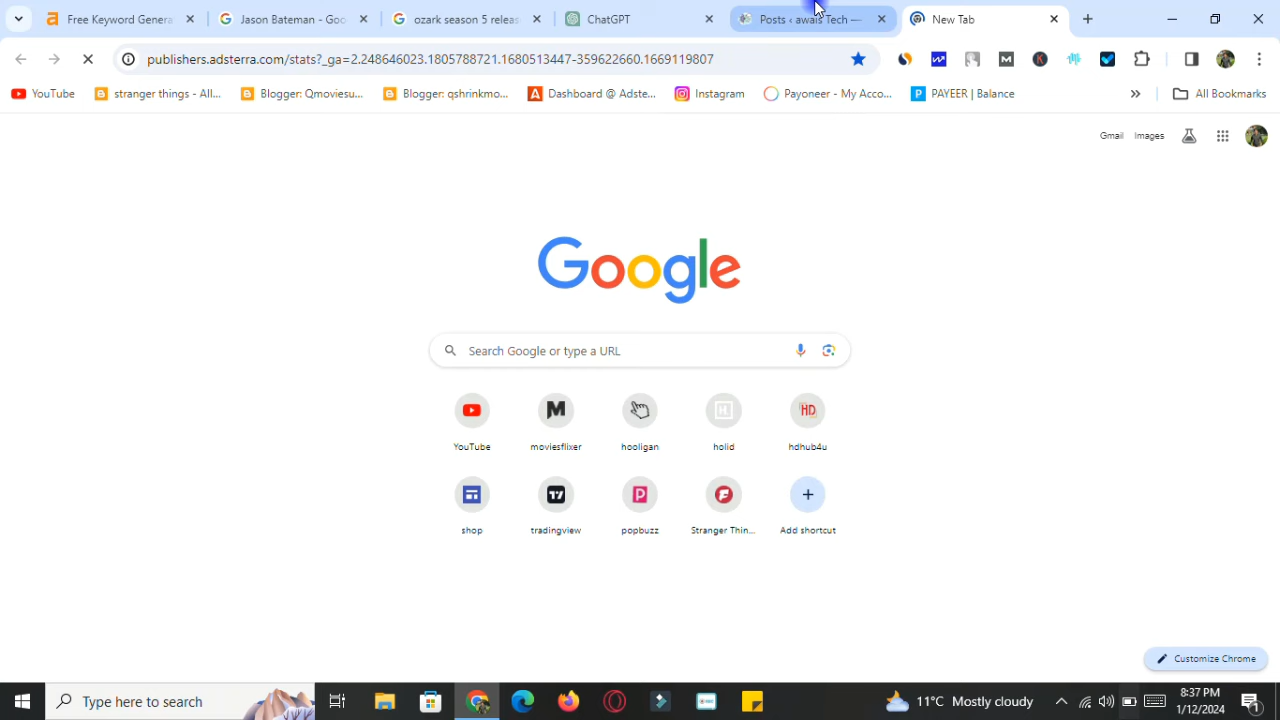 Free Keyword Genera
Jason Bateman - Goo
ozark season 5 releas
ChatGPT
Posts ‹ awais Tech —
New Tab
publishers.adsterra.com/stats?_ga=2.248646023.1805788721.1680513447-359622660.1669119807
YouTube
stranger things - All...
Blogger: Qmoviesu...
Blogger: qshrinkmo...
Dashboard @ Adste...
Instagram
Payoneer - My Acco...
PAYEER | Balance
»
All Bookmarks
Gmail
Images
Google
Search Google or type a URL
YouTube
moviesflixer
hooligan
holid
hdhub4u
shop
tradingview
popbuzz
Stranger Thin...
Add shortcut
Customize Chrome
Type here to search
11°C Mostly cloudy
8:37 PM
1/12/2024